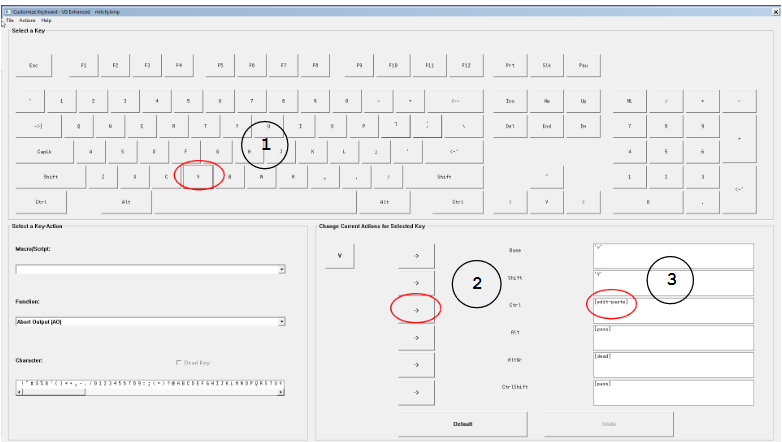 Customize Keyboard - US Enhanced mitchj.kmp
File Actions Help
Select a Key
Esc F1 F2 F3 F4 F5 F6 F7 F8 F9 F10 F11 F12 Prt Slk Pau
` 1 2 3 4 5 6 7 8 9 0 - = <-- Ins Hm Up NL / * -
->| Q W E R T Y U I O P \ Del End Dn 7 8 9 +
CapLk A S D F G H J K L ; ' <-' 4 5 6
1
Shift Z X C V B N M , . / Shift ^ 1 2 3 <-'
Ctrl Alt Alt Ctrl < V > 0 .
Select a Key-Action
Macro/Script:
Function:
Abort Output (AO)
Character:
Dead Key
Change Current Actions for Selected Key
V -> Base 'v'
-> Shift 'V'
2 3
-> Ctrl [edit-paste]
-> Alt [pass]
-> AltGr [dead]
-> CtrlShift [pass]
Default Undo